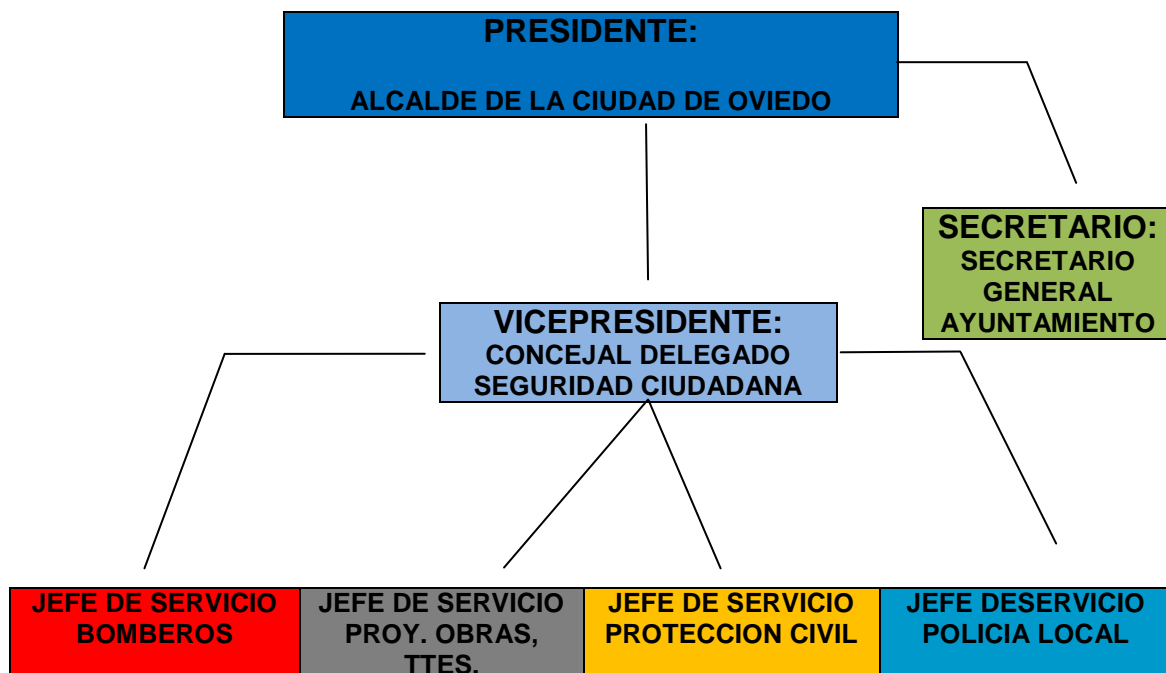 PRESIDENTE:
ALCALDE DE LA CIUDAD DE OVIEDO
SECRETARIO:
SECRETARIO
GENERAL
AYUNTAMIENTO
VICEPRESIDENTE:
CONCEJAL DELEGADO
SEGURIDAD CIUDADANA
JEFE DE SERVICIO
BOMBEROS
JEFE DE SERVICIO
PROY. OBRAS,
TTES.
JEFE DE SERVICIO
PROTECCION CIVIL
JEFE DESERVICIO
POLICIA LOCAL